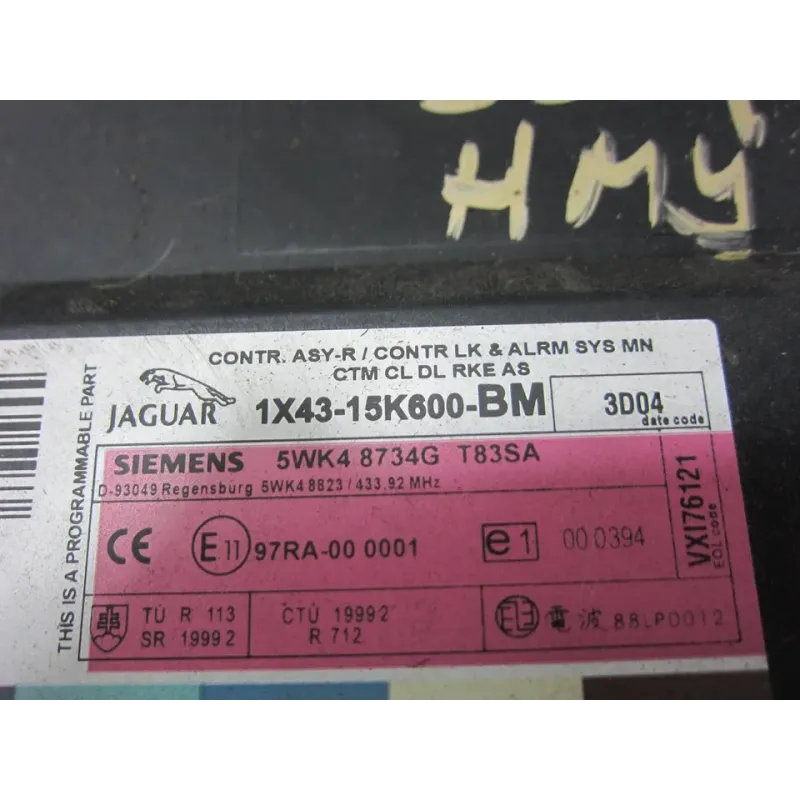 HMY
CONTR. ASY-R / CONTR LK & ALRM SYS MN
CTM CL DL RKE AS
JAGUAR 1X43-15K600-BM 3D04
date code
THIS IS A PROGRAMMABLE PART
SIEMENS 5WK4 8734G T83SA
D-93049 Regensburg 5WK4 8823 / 433.92 MHz
VXI76121
EOL code
CE E11 97RA-00 0001 e1 00 0394
TÚ R 113 CTÚ 1999 2 電波 88LPD012
SR 1999 2 R 712